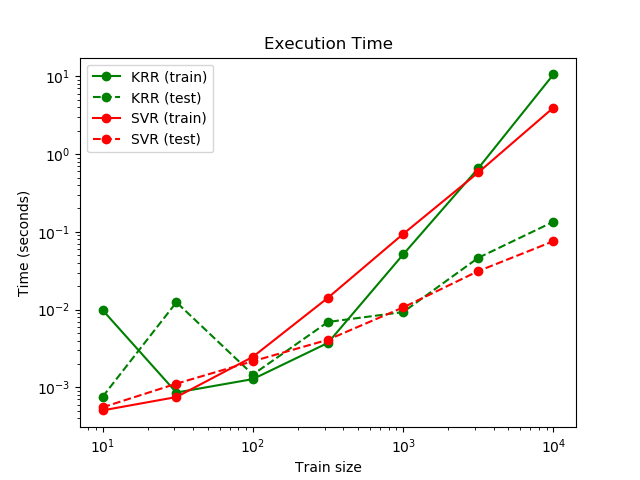 Execution Time
KRR (train)
KRR (test)
SVR (train)
SVR (test)
Time (seconds)
10¹
10⁰
10⁻¹
10⁻²
10⁻³
10¹ 10² 10³ 10⁴
Train size